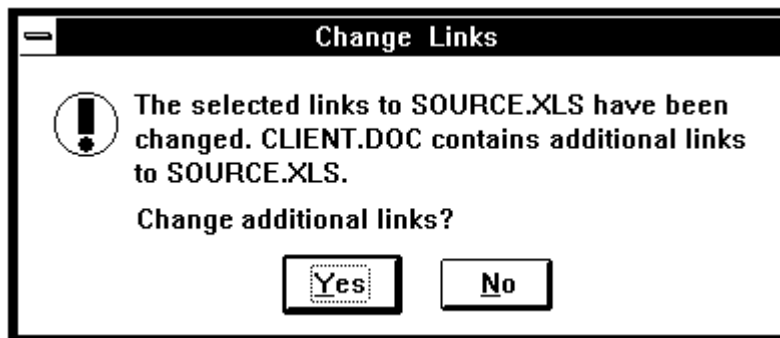 Change Links
The selected links to SOURCE.XLS have been
changed. CLIENT.DOC contains additional links
to SOURCE.XLS.
Change additional links?
Yes No